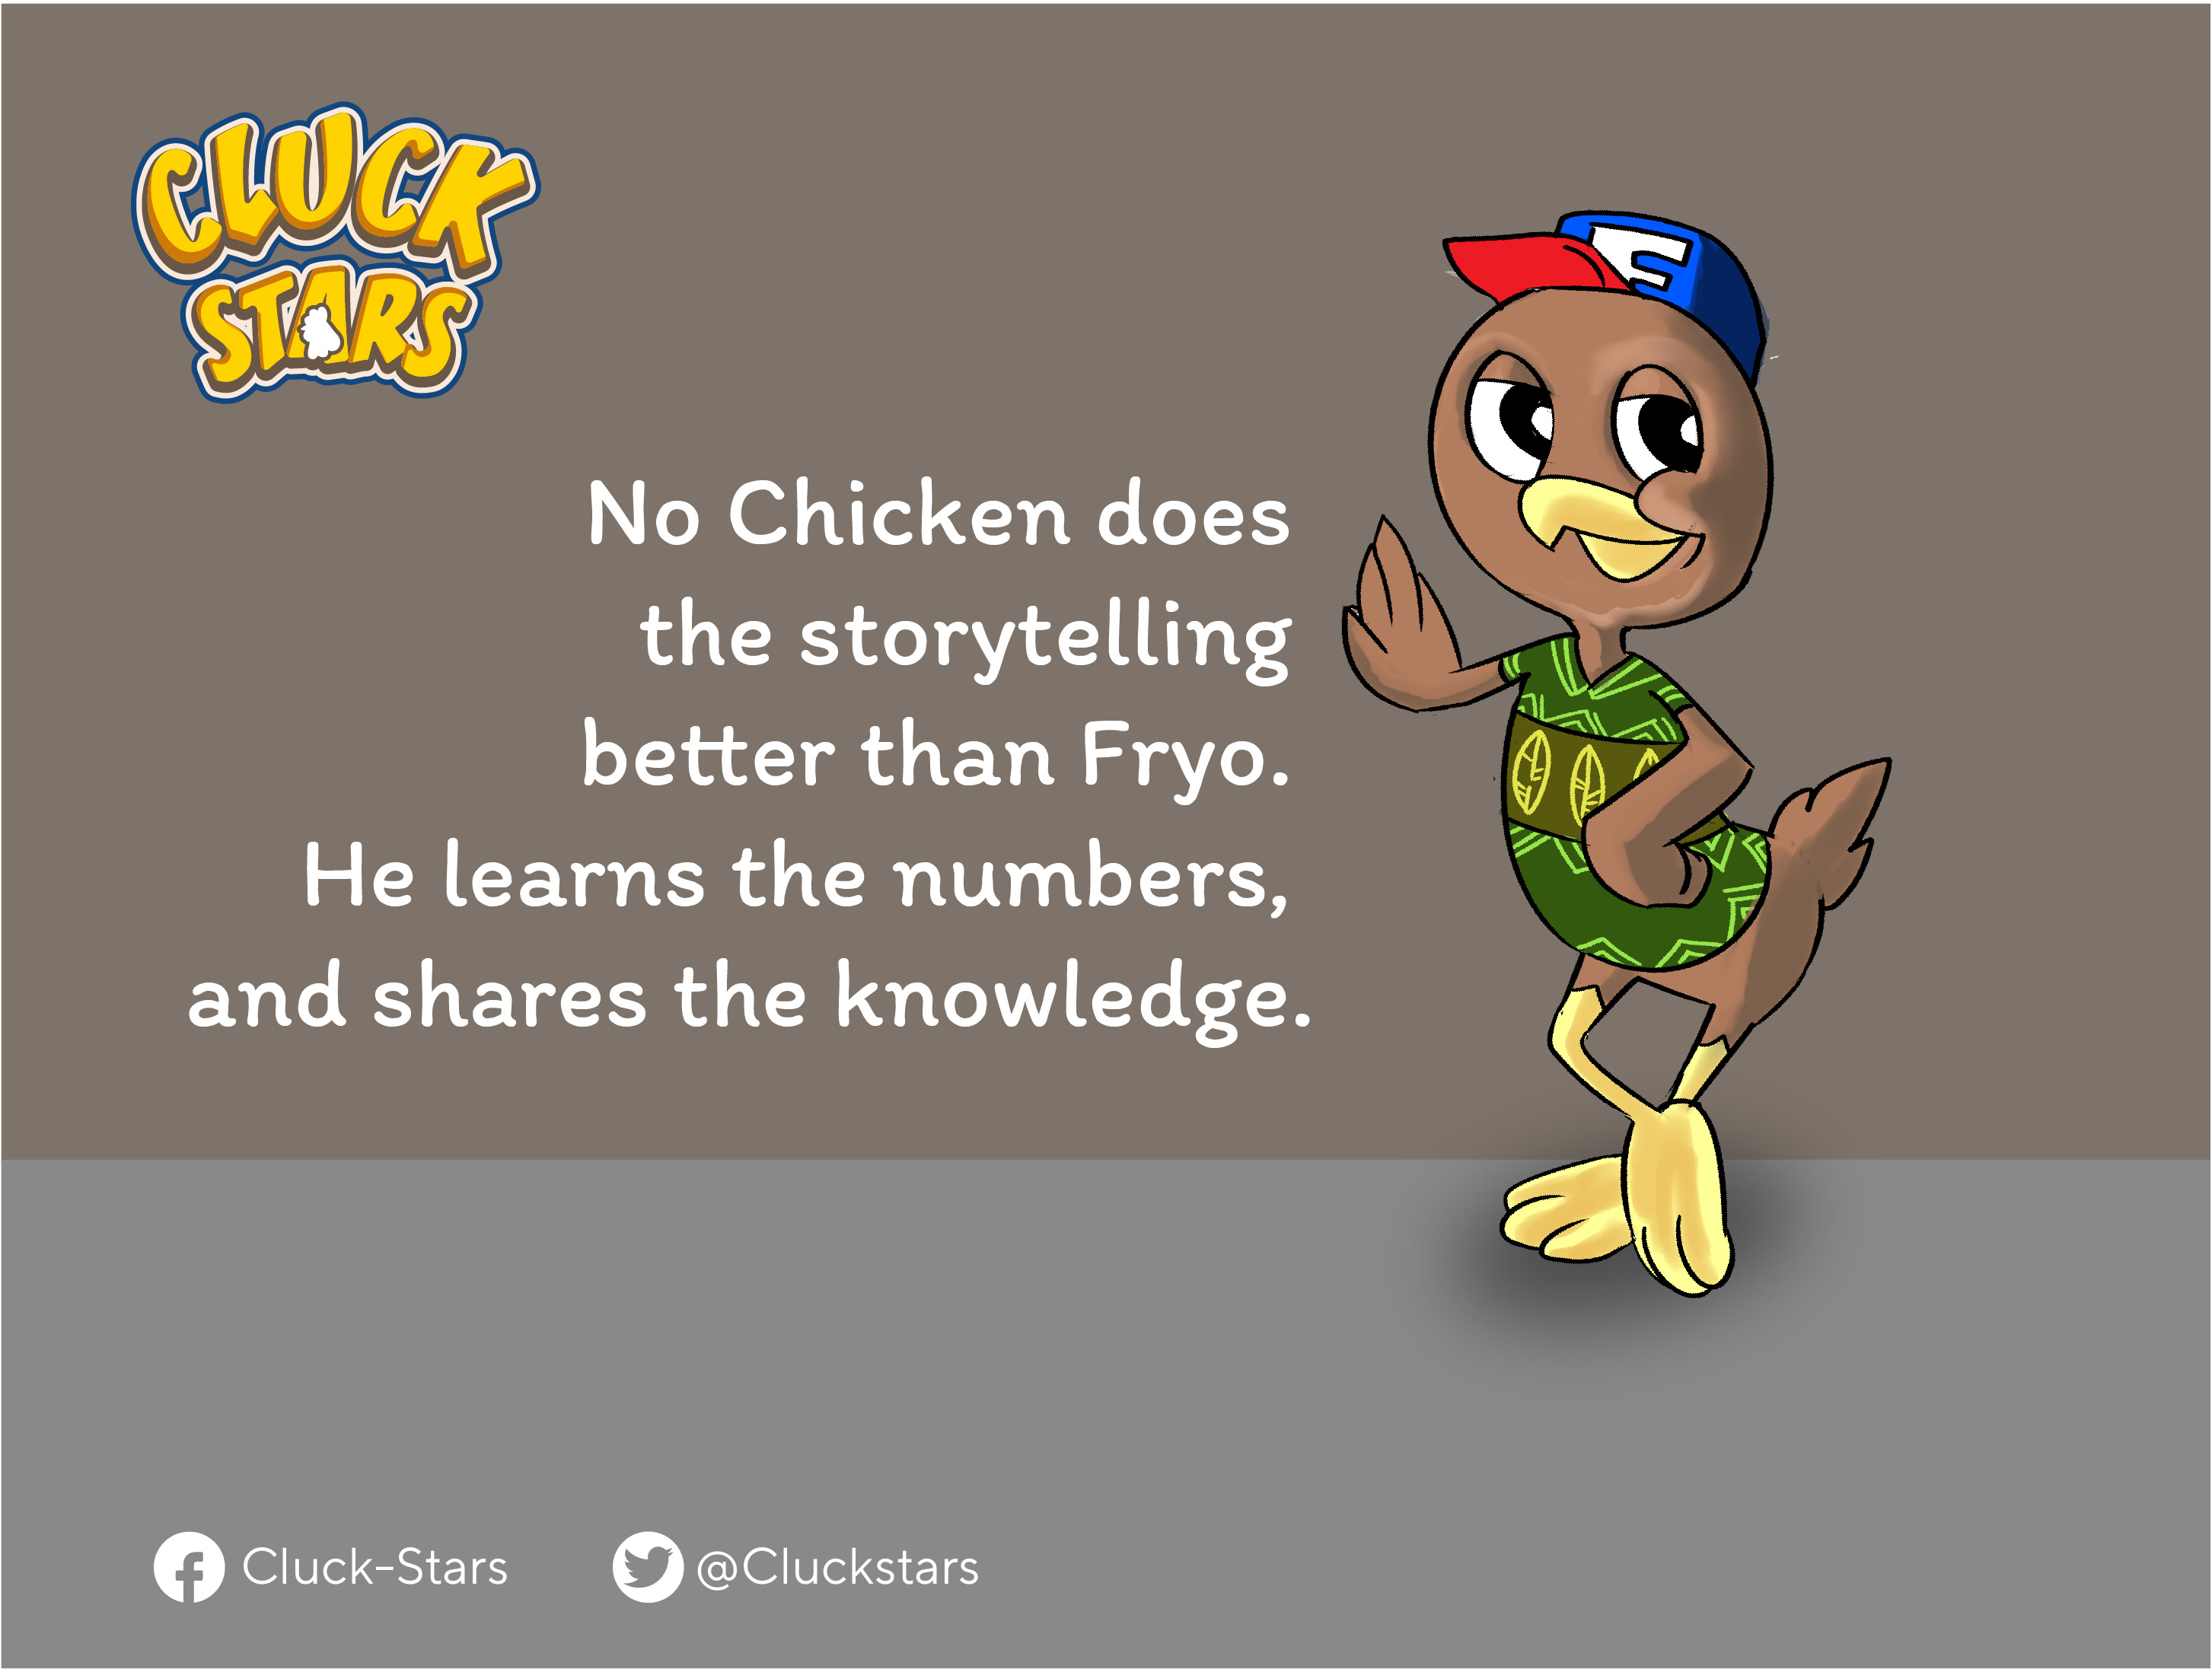 CLUCK
STARS
E
No Chicken does
the storytelling
better than Fryo.
He learns the numbers,
and shares the knowledge.
Cluck-Stars
@Cluckstars